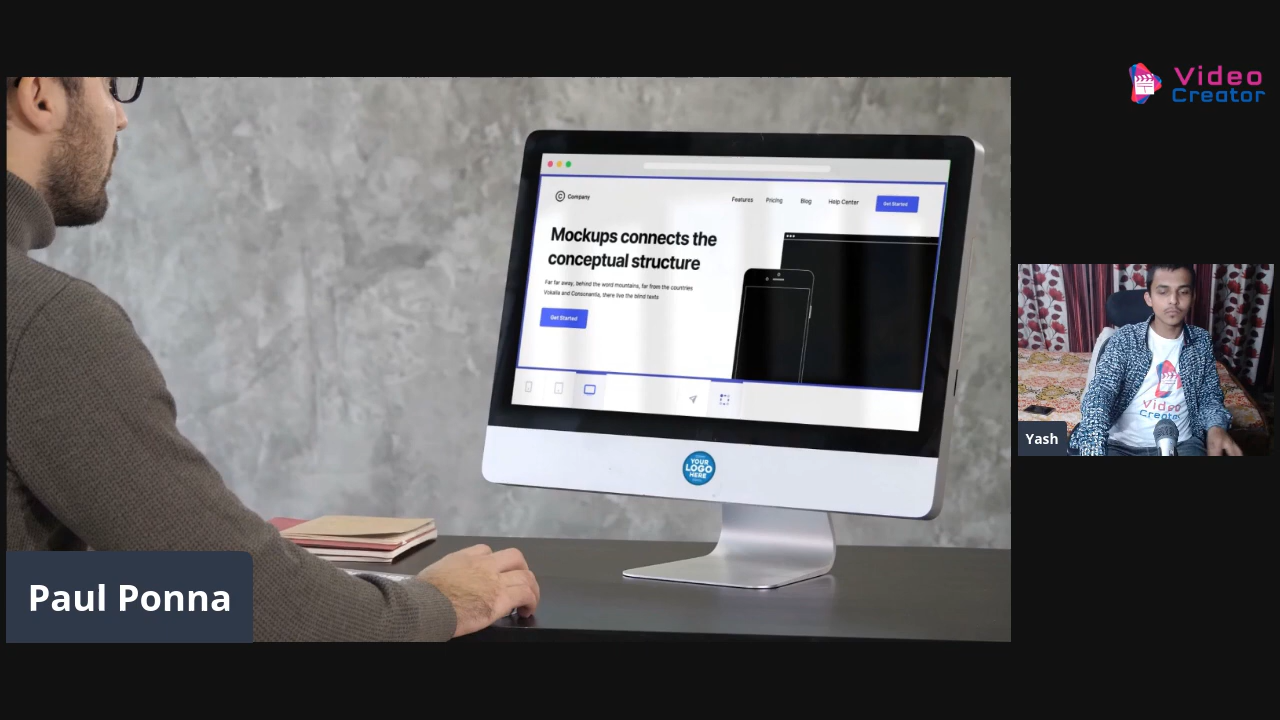 Video
Creator
Company
Features
Pricing
Blog
Help Center
Get Started
Mockups connects the
conceptual structure
Far far away, behind the word mountains, far from the countries
Vokalia and Consonantia, there live the blind texts
Get Started
YOUR
LOGO
HERE
Paul Ponna
Yash
Video
Creator